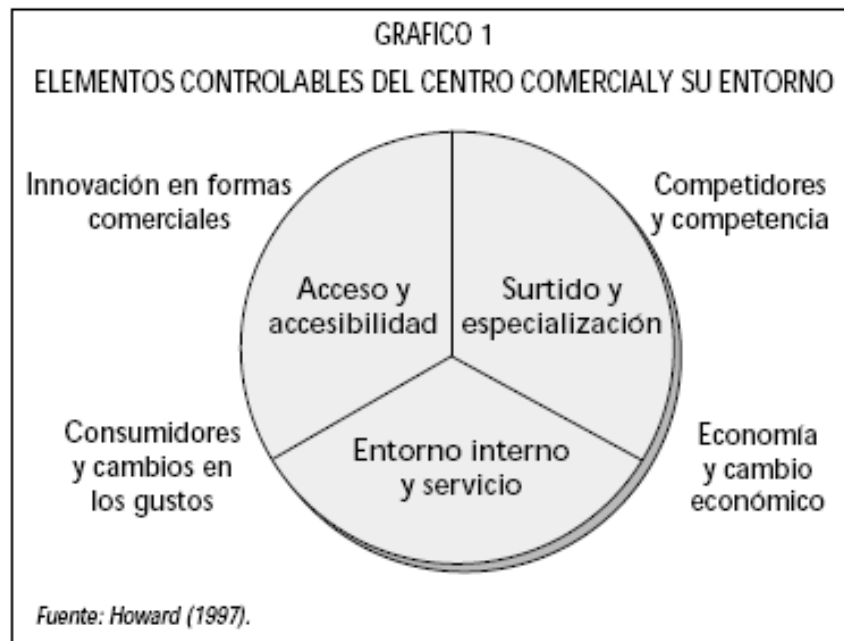 GRAFICO 1
ELEMENTOS CONTROLABLES DEL CENTRO COMERCIALY SU ENTORNO
Innovación en formas
comerciales
Competidores
y competencia
Acceso y
accesibilidad
Surtido y
especialización
Consumidores
y cambios en
los gustos
Entorno interno
y servicio
Economía
y cambio
económico
Fuente: Howard (1997).